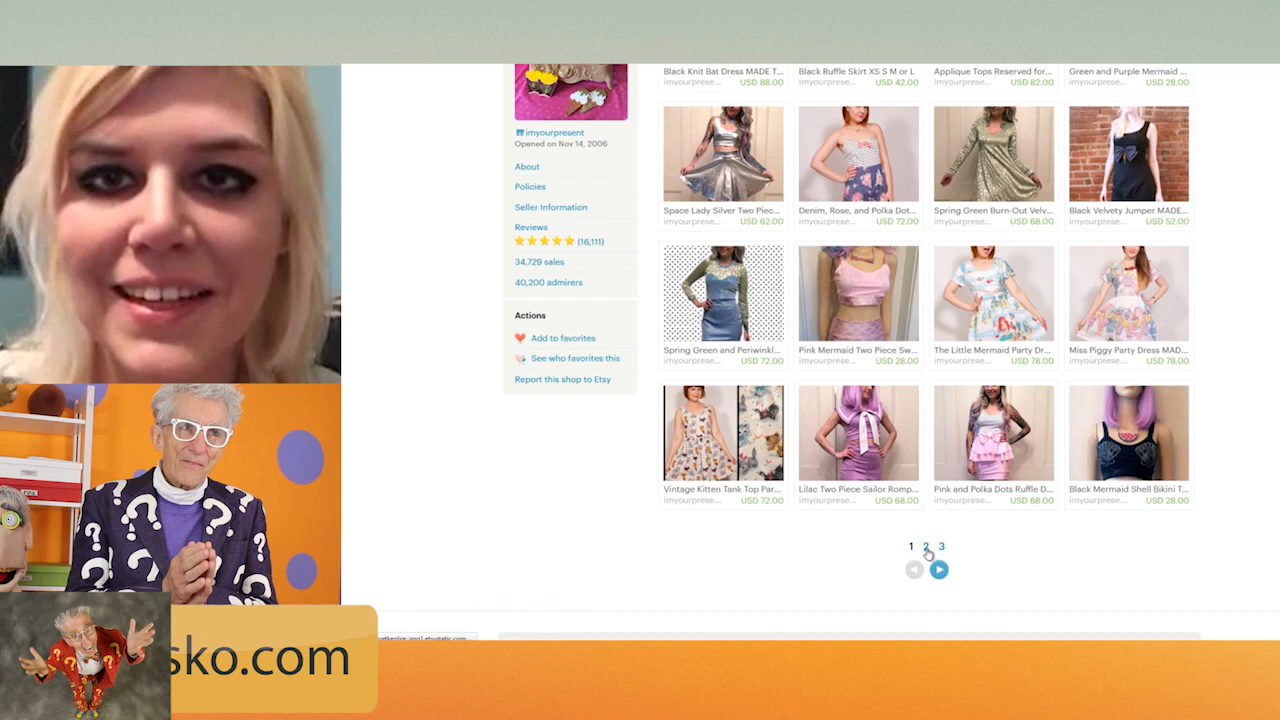 Black Knit Bat Dress MADE T...
imyourprese... USD 88.00
Black Ruffle Skirt XS S M or L
imyourprese... USD 42.00
Applique Tops Reserved for...
imyourprese... USD 82.00
Green and Purple Mermaid ...
imyourprese... USD 28.00
imyourpresent
Opened on Nov 14, 2006
About
Policies
Seller Information
Reviews
(16,111)
34,729 sales
40,200 admirers
Actions
Add to favorites
See who favorites this
Report this shop to Etsy
Space Lady Silver Two Piec...
imyourprese... USD 62.00
Denim, Rose, and Polka Dot...
imyourprese... USD 72.00
Spring Green Burn-Out Velv...
imyourprese... USD 68.00
Black Velvety Jumper MADE...
imyourprese... USD 52.00
Spring Green and Periwinkl...
imyourprese... USD 72.00
Pink Mermaid Two Piece Sw...
imyourprese... USD 28.00
The Little Mermaid Party Dr...
imyourprese... USD 78.00
Miss Piggy Party Dress MAD...
imyourprese... USD 78.00
Vintage Kitten Tank Top Par...
imyourprese... USD 72.00
Lilac Two Piece Sailor Romp...
imyourprese... USD 68.00
Pink and Polka Dots Ruffle D...
imyourprese... USD 68.00
Black Mermaid Shell Bikini T...
imyourprese... USD 28.00
1 2 3
sko.com